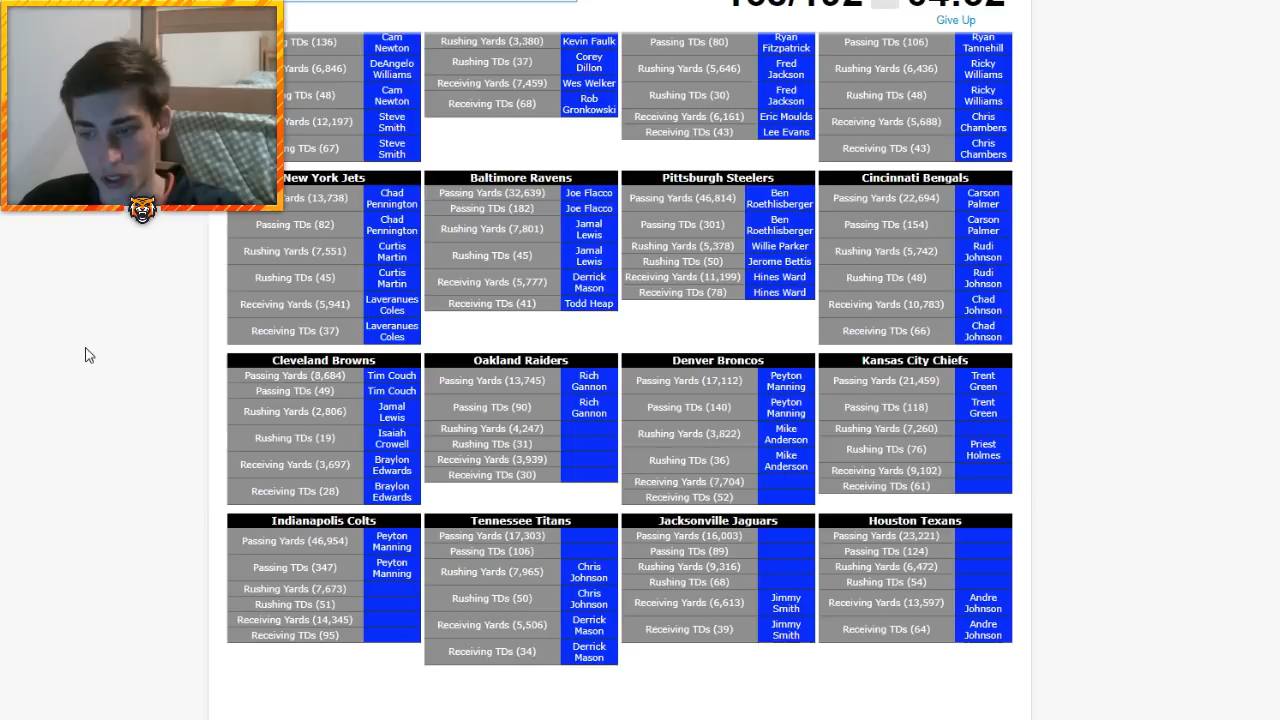 Give Up
TDs (136) Cam Newton
Yards (6,846) DeAngelo Williams
TDs (48) Cam Newton
Yards (12,197) Steve Smith
TDs (67) Steve Smith
Rushing Yards (3,380) Kevin Faulk
Rushing TDs (37) Corey Dillon
Receiving Yards (7,459) Wes Welker
Receiving TDs (68) Rob Gronkowski
Passing TDs (80) Ryan Fitzpatrick
Rushing Yards (5,646) Fred Jackson
Rushing TDs (30) Fred Jackson
Receiving Yards (6,161) Eric Moulds
Receiving TDs (43) Lee Evans
Passing TDs (106) Ryan Tannehill
Rushing Yards (6,436) Ricky Williams
Rushing TDs (48) Ricky Williams
Receiving Yards (5,688) Chris Chambers
Receiving TDs (43) Chris Chambers
New York Jets
Yards (13,738) Chad Pennington
Passing TDs (82) Chad Pennington
Rushing Yards (7,551) Curtis Martin
Rushing TDs (45) Curtis Martin
Receiving Yards (5,941) Laveranues Coles
Receiving TDs (37) Laveranues Coles
Baltimore Ravens
Passing Yards (32,639) Joe Flacco
Passing TDs (182) Joe Flacco
Rushing Yards (7,801) Jamal Lewis
Rushing TDs (45) Jamal Lewis
Receiving Yards (5,777) Derrick Mason
Receiving TDs (41) Todd Heap
Pittsburgh Steelers
Passing Yards (46,814) Ben Roethlisberger
Passing TDs (301) Ben Roethlisberger
Rushing Yards (5,378) Willie Parker
Rushing TDs (50) Jerome Bettis
Receiving Yards (11,199) Hines Ward
Receiving TDs (78) Hines Ward
Cincinnati Bengals
Passing Yards (22,694) Carson Palmer
Passing TDs (154) Carson Palmer
Rushing Yards (5,742) Rudi Johnson
Rushing TDs (48) Rudi Johnson
Receiving Yards (10,783) Chad Johnson
Receiving TDs (66) Chad Johnson
Cleveland Browns
Passing Yards (8,684) Tim Couch
Passing TDs (49) Tim Couch
Rushing Yards (2,806) Jamal Lewis
Rushing TDs (19) Isaiah Crowell
Receiving Yards (3,697) Braylon Edwards
Receiving TDs (28) Braylon Edwards
Oakland Raiders
Passing Yards (13,745) Rich Gannon
Passing TDs (90) Rich Gannon
Rushing Yards (4,247)
Rushing TDs (31)
Receiving Yards (3,939)
Receiving TDs (30)
Denver Broncos
Passing Yards (17,112) Peyton Manning
Passing TDs (140) Peyton Manning
Rushing Yards (3,822) Mike Anderson
Rushing TDs (36) Mike Anderson
Receiving Yards (7,704)
Receiving TDs (52)
Kansas City Chiefs
Passing Yards (21,459) Trent Green
Passing TDs (118) Trent Green
Rushing Yards (7,260)
Rushing TDs (76) Priest Holmes
Receiving Yards (9,102)
Receiving TDs (61)
Indianapolis Colts
Passing Yards (46,954) Peyton Manning
Passing TDs (347) Peyton Manning
Rushing Yards (7,673)
Rushing TDs (51)
Receiving Yards (14,345)
Receiving TDs (95)
Tennessee Titans
Passing Yards (17,303)
Passing TDs (106)
Rushing Yards (7,965) Chris Johnson
Rushing TDs (50) Chris Johnson
Receiving Yards (5,506) Derrick Mason
Receiving TDs (34) Derrick Mason
Jacksonville Jaguars
Passing Yards (16,003)
Passing TDs (89)
Rushing Yards (9,316)
Rushing TDs (68)
Receiving Yards (6,613) Jimmy Smith
Receiving TDs (39) Jimmy Smith
Houston Texans
Passing Yards (23,221)
Passing TDs (124)
Rushing Yards (6,472)
Rushing TDs (54)
Receiving Yards (13,597) Andre Johnson
Receiving TDs (64) Andre Johnson